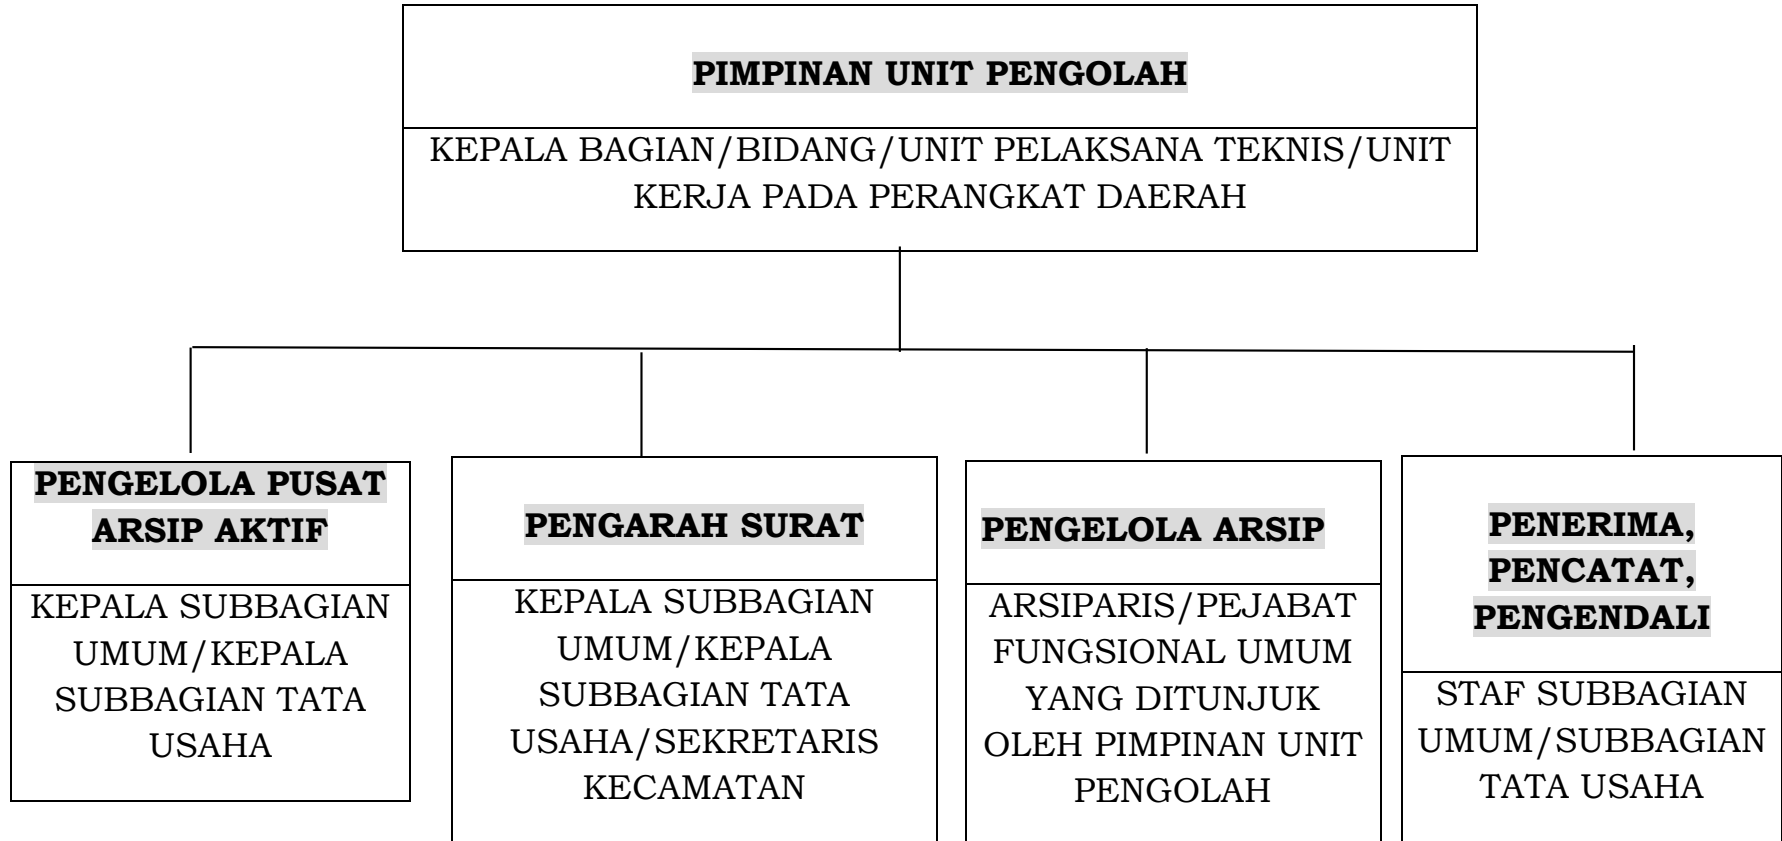 PIMPINAN UNIT PENGOLAH
KEPALA BAGIAN/BIDANG/UNIT PELAKSANA TEKNIS/UNIT
KERJA PADA PERANGKAT DAERAH
PENGELOLA PUSAT
ARSIP AKTIF
KEPALA SUBBAGIAN
UMUM/KEPALA
SUBBAGIAN TATA
USAHA
PENGARAH SURAT
KEPALA SUBBAGIAN
UMUM/KEPALA
SUBBAGIAN TATA
USAHA/SEKRETARIS
KECAMATAN
PENGELOLA ARSIP
ARSIPARIS/PEJABAT
FUNGSIONAL UMUM
YANG DITUNJUK
OLEH PIMPINAN UNIT
PENGOLAH
PENERIMA,
PENCATAT,
PENGENDALI
STAF SUBBAGIAN
UMUM/SUBBAGIAN
TATA USAHA